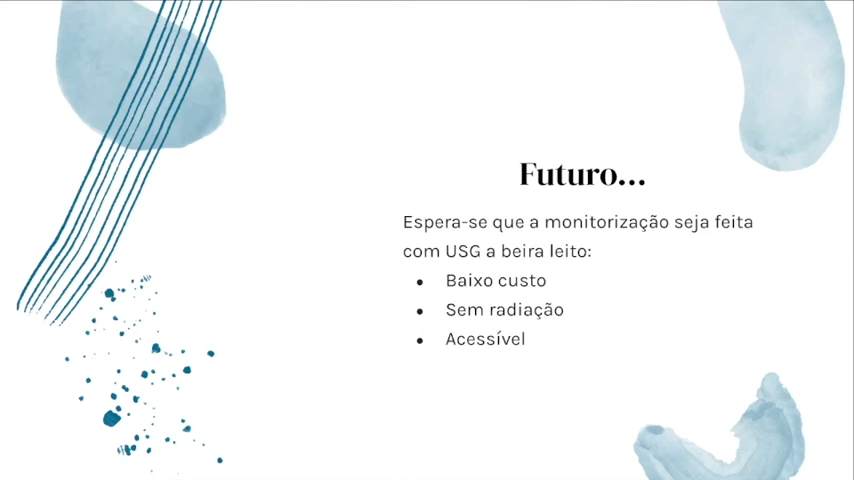 Futuro...
Espera-se que a monitorização seja feita
com USG a beira leito:
● Baixo custo
● Sem radiação
● Acessível